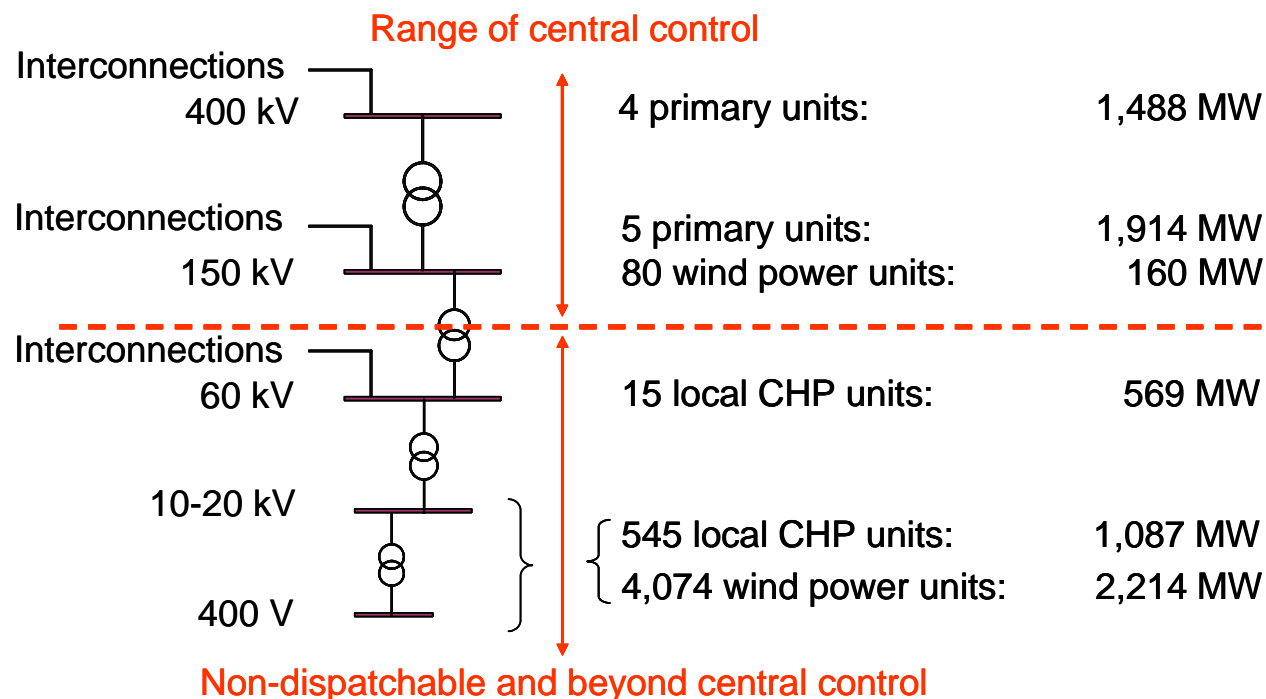 Range of central control
Interconnections
400 kV
4 primary units: 1,488 MW
Interconnections
150 kV
5 primary units: 1,914 MW
80 wind power units: 160 MW
Interconnections
60 kV
15 local CHP units: 569 MW
10-20 kV
545 local CHP units: 1,087 MW
4,074 wind power units: 2,214 MW
400 V
Non-dispatchable and beyond central control